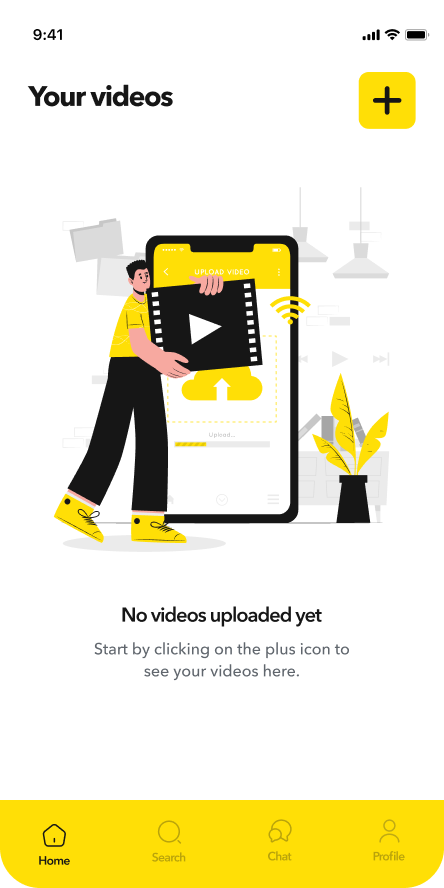 9:41
Your videos
UPLOAD VIDEO
Upload...
No videos uploaded yet
Start by clicking on the plus icon to
see your videos here.
Home
Search
Chat
Profile